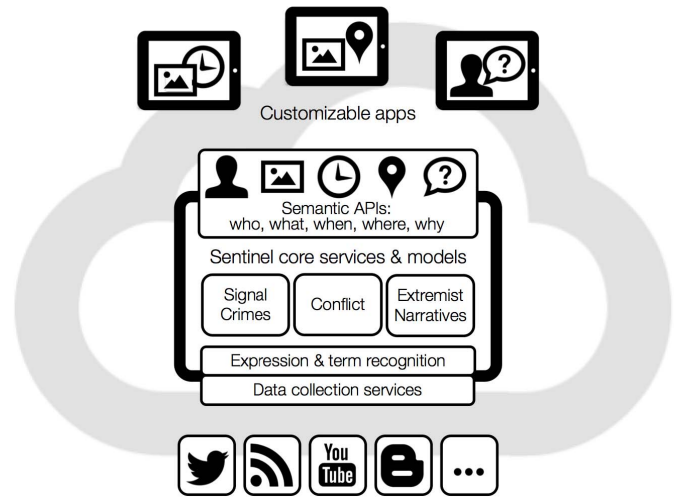 ?
Customizable apps
?
Semantic APIs:
who, what, when, where, why
Sentinel core services & models
Signal
Crimes
Conflict
Extremist
Narratives
Expression & term recognition
Data collection services
You
Tube
...